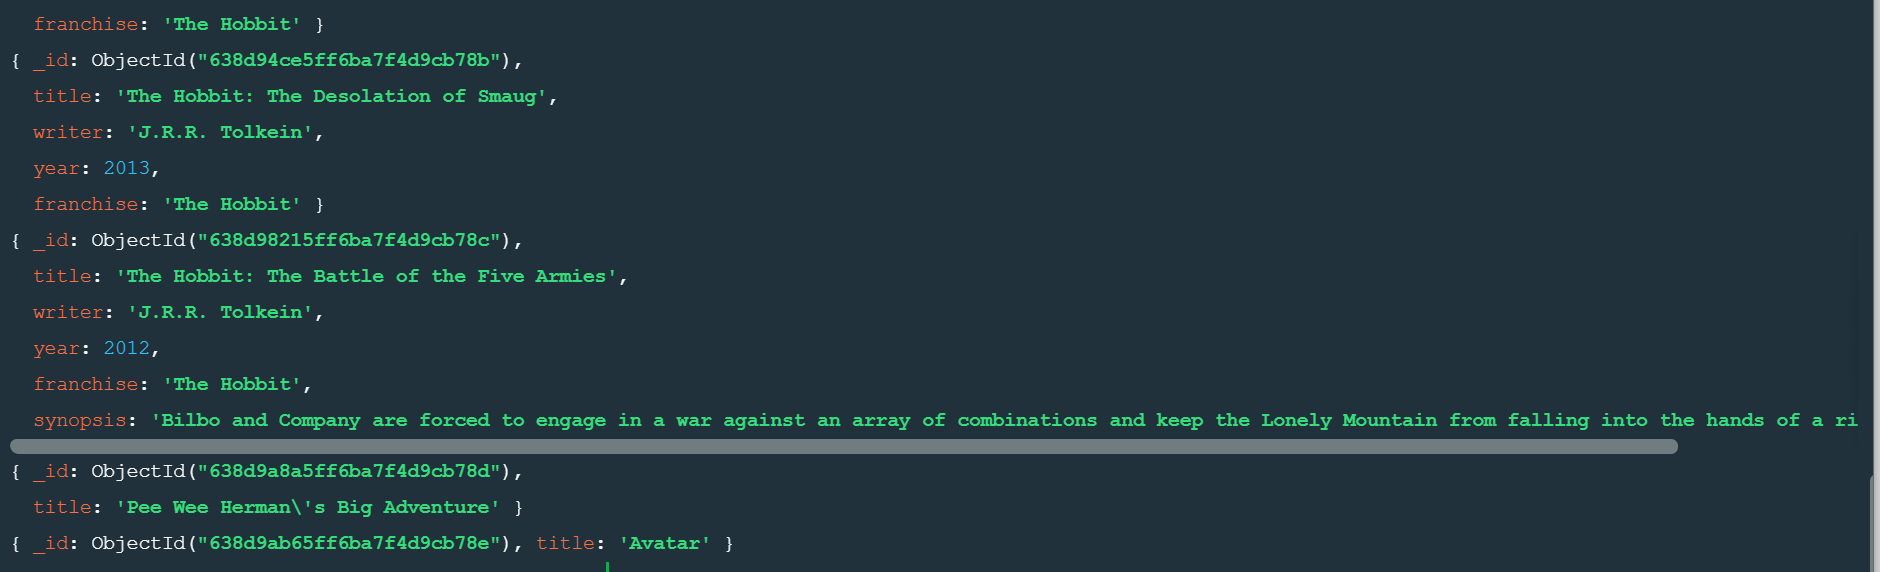 franchise: 'The Hobbit' }
{ _id: ObjectId("638d94ce5ff6ba7f4d9cb78b"),
title: 'The Hobbit: The Desolation of Smaug',
writer: 'J.R.R. Tolkein',
year: 2013,
franchise: 'The Hobbit' }
{ _id: ObjectId("638d98215ff6ba7f4d9cb78c"),
title: 'The Hobbit: The Battle of the Five Armies',
writer: 'J.R.R. Tolkein',
year: 2012,
franchise: 'The Hobbit',
synopsis: 'Bilbo and Company are forced to engage in a war against an array of combinations and keep the Lonely Mountain from falling into the hands of a ri
{ _id: ObjectId("638d9a8a5ff6ba7f4d9cb78d"),
title: 'Pee Wee Herman\'s Big Adventure' }
{ _id: ObjectId("638d9ab65ff6ba7f4d9cb78e"), title: 'Avatar' }